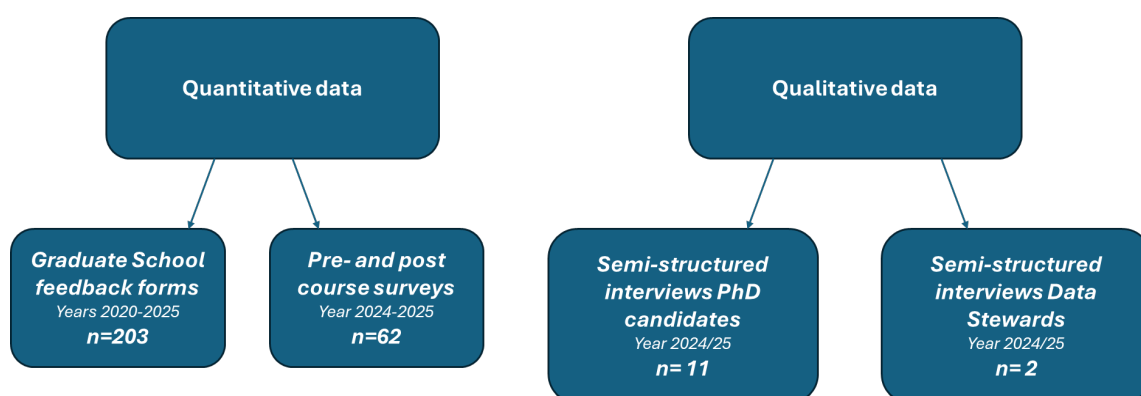 Quantitative data
Qualitative data
Graduate School
feedback forms
Years 2020-2025
n=203
Pre- and post
course surveys
Year 2024-2025
n=62
Semi-structured
interviews PhD
candidates
Year 2024/25
n= 11
Semi-structured
interviews Data
Stewards
Year 2024/25
n= 2